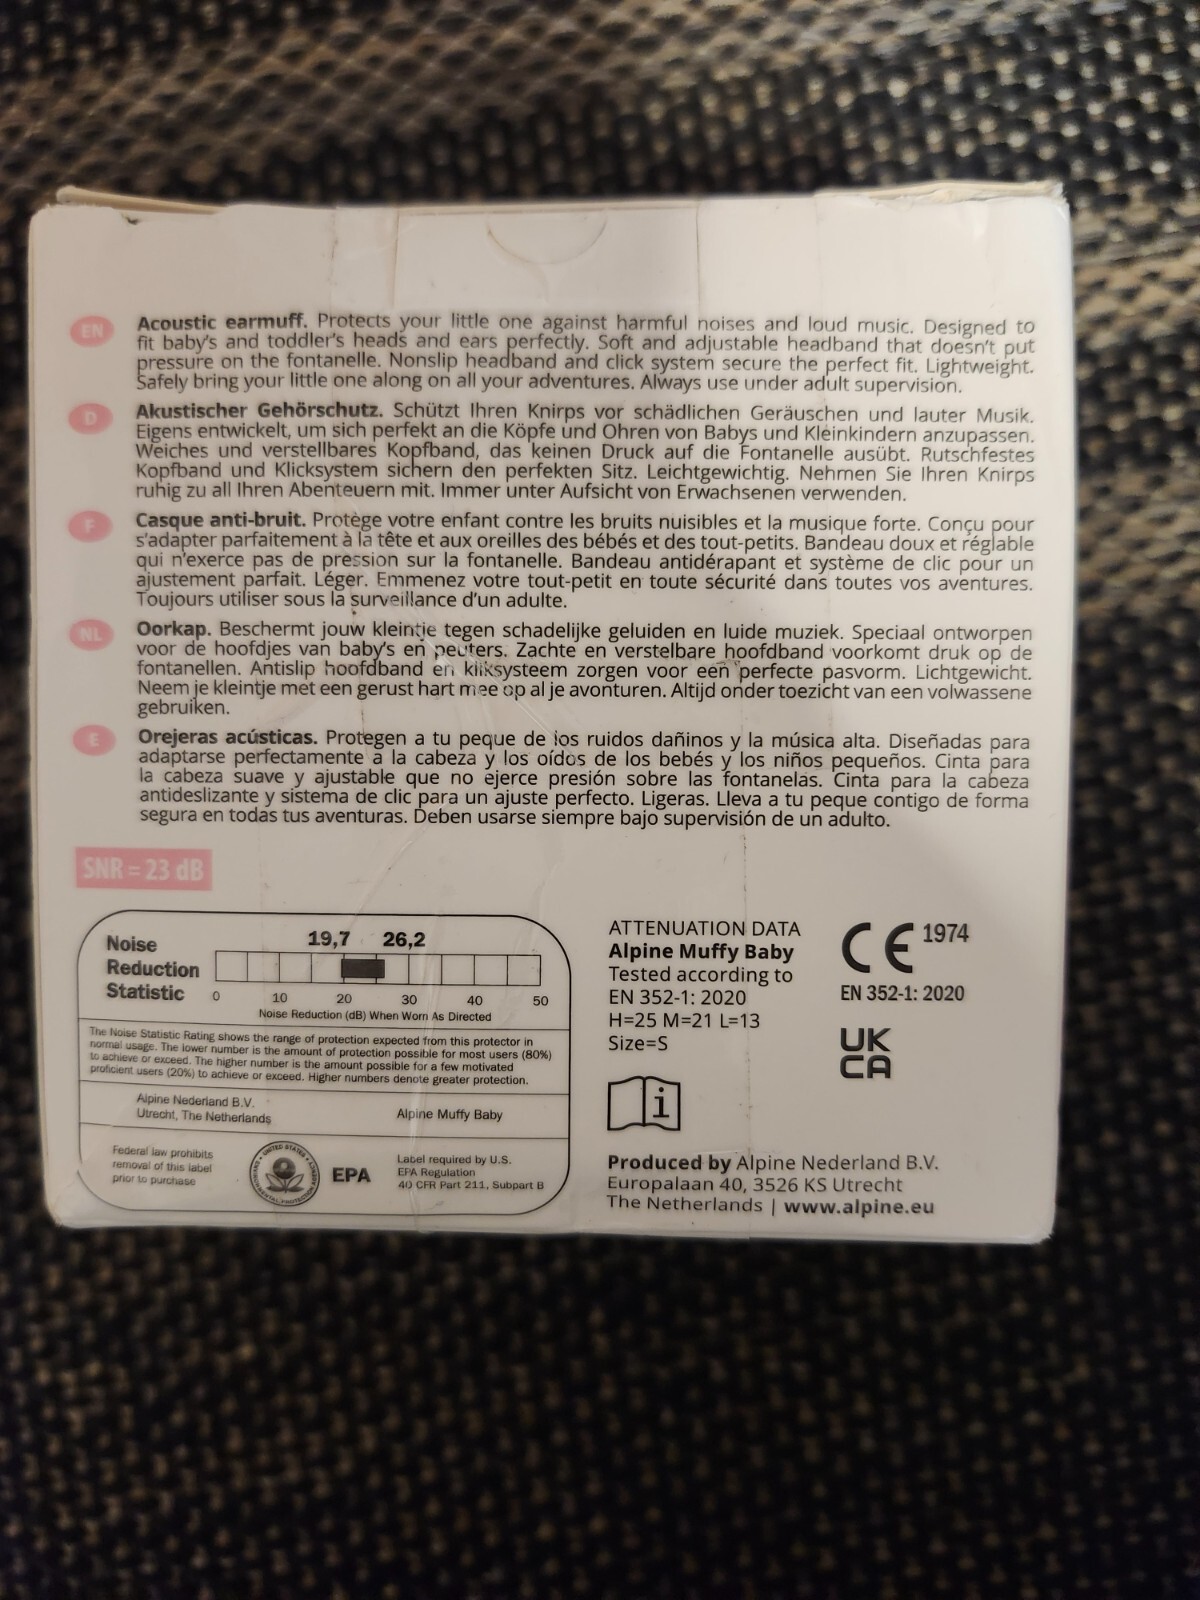 EN
Acoustic earmuff. Protects your little one against harmful noises and loud music. Designed to
fit baby's and toddler's heads and ears perfectly. Soft and adjustable headband that doesn't put
pressure on the fontanelle. Nonslip headband and click system secure the perfect fit. Lightweight.
Safely bring your little one along on all your adventures. Always use under adult supervision.
D
Akustischer Gehörschutz. Schützt Ihren Knirps vor schädlichen Geräuschen und lauter Musik.
Eigens entwickelt, um sich perfekt an die Köpfe und Ohren von Babys und Kleinkindern anzupassen.
Weiches und verstellbares Kopfband, das keinen Druck auf die Fontanelle ausübt. Rutschfestes
Kopfband und Klicksystem sichern den perfekten Sitz. Leichtgewichtig. Nehmen Sie Ihren Knirps
ruhig zu all Ihren Abenteuern mit. Immer unter Aufsicht von Erwachsenen verwenden.
F
Casque anti-bruit. Protège votre enfant contre les bruits nuisibles et la musique forte. Conçu pour
s'adapter parfaitement à la tête et aux oreilles des bébés et des tout-petits. Bandeau doux et réglable
qui n'exerce pas de pression sur la fontanelle. Bandeau antidérapant et système de clic pour un
ajustement parfait. Léger. Emmenez votre tout-petit en toute sécurité dans toutes vos aventures.
Toujours utiliser sous la surveillance d'un adulte.
NL
Oorkap. Beschermt jouw kleintje tegen schadelijke geluiden en luide muziek. Speciaal ontworpen
voor de hoofdjes van baby's en peuters. Zachte en verstelbare hoofdband voorkomt druk op de
fontanellen. Antislip hoofdband en kliksysteem zorgen voor een perfecte pasvorm. Lichtgewicht.
Neem je kleintje met een gerust hart mee op al je avonturen. Altijd onder toezicht van een volwassene
gebruiken.
E
Orejeras acústicas. Protegen a tu peque de los ruidos dañinos y la música alta. Diseñadas para
adaptarse perfectamente a la cabeza y los oídos de los bebés y los niños pequeños. Cinta para
la cabeza suave y ajustable que no ejerce presión sobre las fontanelas. Cinta para la cabeza
antideslizante y sistema de clic para un ajuste perfecto. Ligeras. Lleva a tu peque contigo de forma
segura en todas tus aventuras. Deben usarse siempre bajo supervisión de un adulto.
SNR = 23 dB
Noise
Reduction
Statistic
19,7 26,2
0 10 20 30 40 50
Noise Reduction (dB) When Worn As Directed
The Noise Statistic Rating shows the range of protection expected from this protector in
normal usage. The lower number is the amount of protection possible for most users (80%)
to achieve or exceed. The higher number is the amount possible for a few motivated
proficient users (20%) to achieve or exceed. Higher numbers denote greater protection.
Alpine Nederland B.V.
Utrecht, The Netherlands
Alpine Muffy Baby
Federal law prohibits
removal of this label
prior to purchase
UNITED STATES
EPA
Label required by U.S.
EPA Regulation
40 CFR Part 211, Subpart B
ATTENUATION DATA
Alpine Muffy Baby
Tested according to
EN 352-1: 2020
H=25 M=21 L=13
Size=S
i
CE 1974
EN 352-1: 2020
UK
CA
Produced by Alpine Nederland B.V.
Europalaan 40, 3526 KS Utrecht
The Netherlands | www.alpine.eu